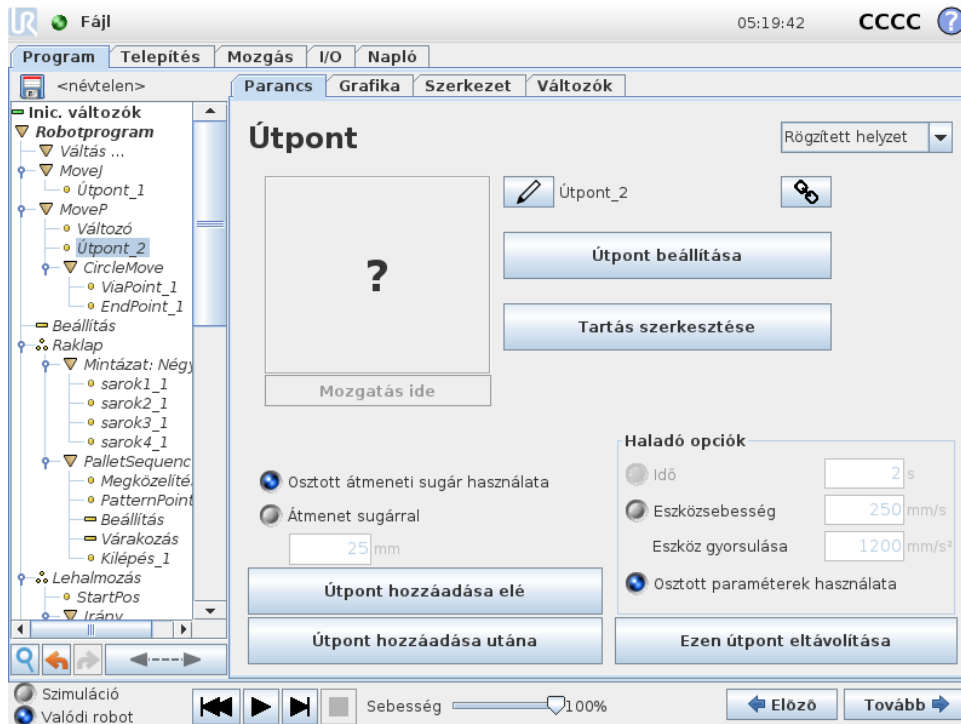 UR Fájl 05:19:42 CCCC ?
Program Telepítés Mozgás I/O Napló
<névtelen>
Inic. változók
Robotprogram
Váltás ...
MoveJ
Útpont_1
MoveP
Változó
Útpont_2
CircleMove
ViaPoint_1
EndPoint_1
Beállítás
Raklap
Mintázat: Négy
sarok1_1
sarok2_1
sarok3_1
sarok4_1
PalletSequenc
Megközelíté
PatternPoint
Beállítás
Várakozás
Kilépés_1
Lehalmozás
StartPos
Irány
Parancs Grafika Szerkezet Változók
Útpont
Rögzített helyzet
?
Mozgatás ide
Útpont_2
Útpont beállítása
Tartás szerkesztése
Osztott átmeneti sugár használata
Átmenet sugárral
25 mm
Haladó opciók
Idő 2 s
Eszközsebesség 250 mm/s
Eszköz gyorsulása 1200 mm/s²
Osztott paraméterek használata
Útpont hozzáadása elé
Útpont hozzáadása utána
Ezen útpont eltávolítása
Szimuláció
Valódi robot
Sebesség 100%
Előző
Tovább